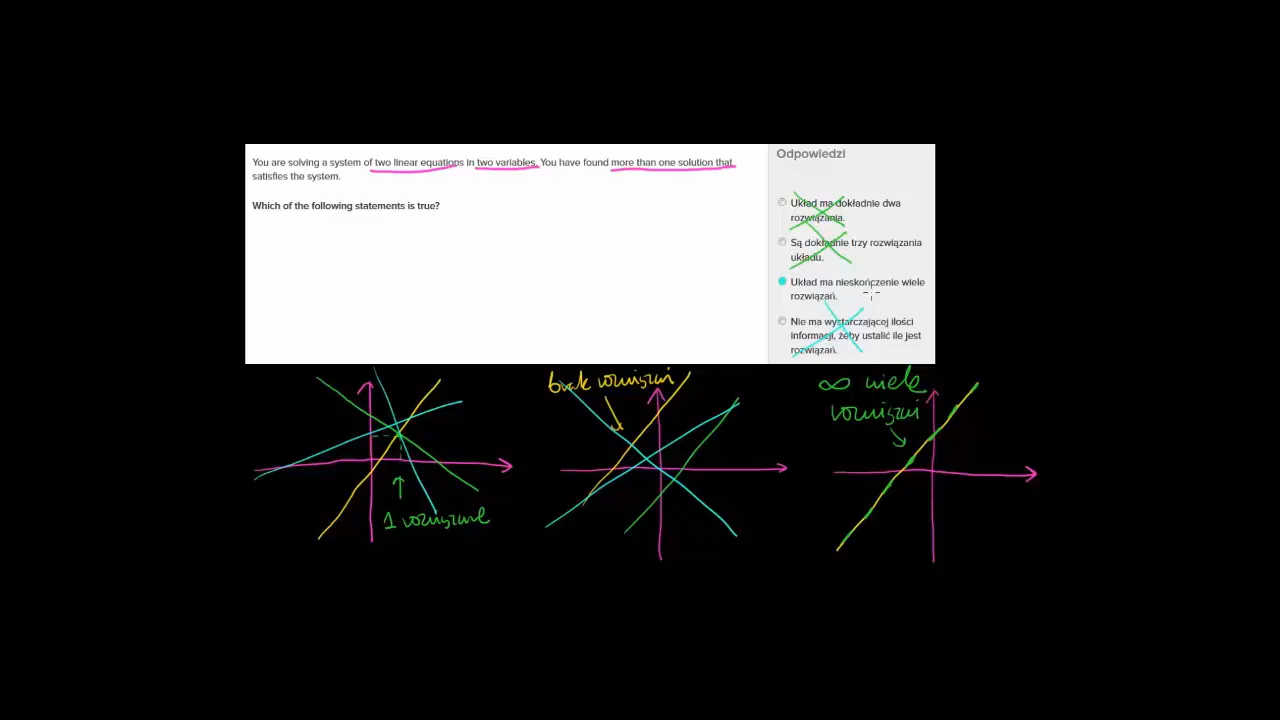 You are solving a system of two linear equations in two variables. You have found more than one solution that
satisfies the system.
Which of the following statements is true?
Odpowiedzi
Układ ma dokładnie dwa
rozwiązania.
Są dokładnie trzy rozwiązania
układu.
Układ ma nieskończenie wiele
rozwiązań.
Nie ma wystarczającej ilości
informacji, żeby ustalić ile jest
rozwiązań.
1 rozwiązanie
brak rozwiązań
∞ wiele
rozwiązań